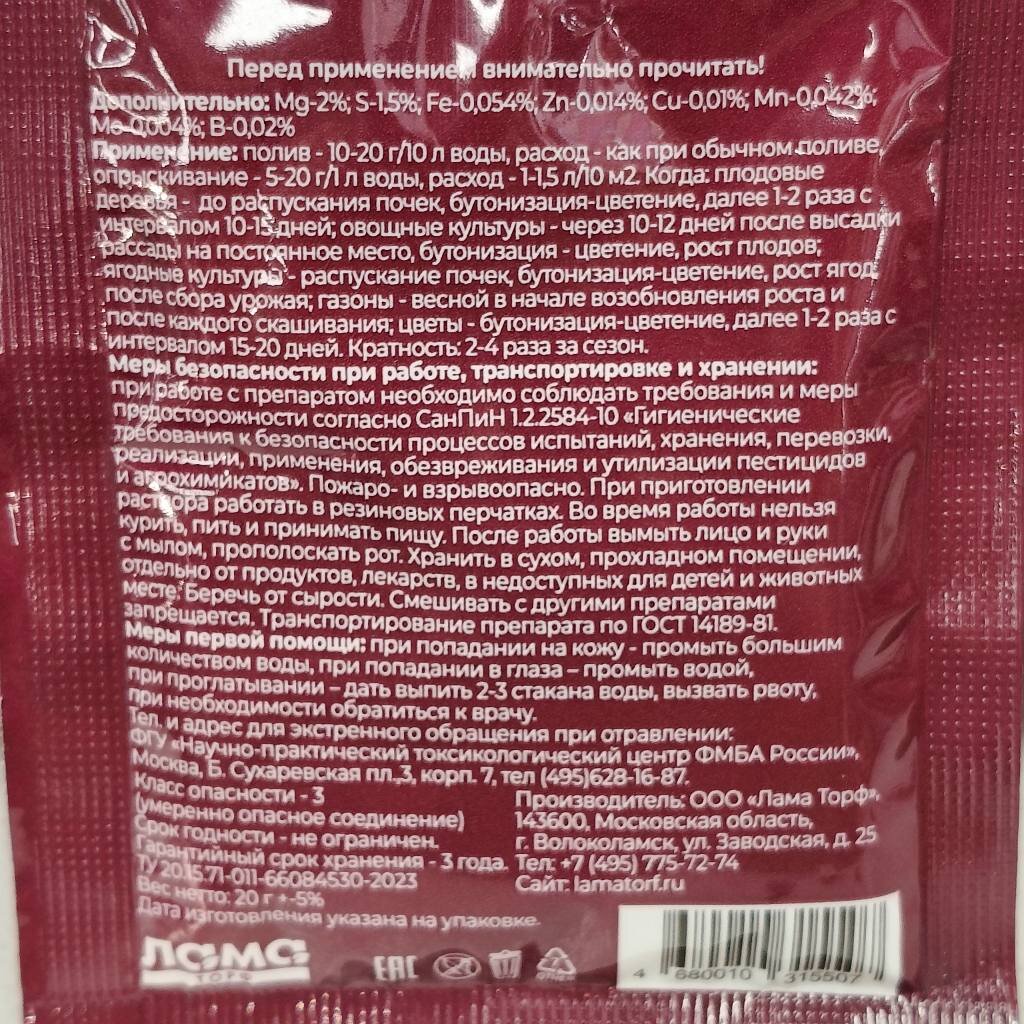 Перед применением внимательно прочитать!
Дополнительно: Mg-2%; S-1,5%; Fe-0,054%; Zn-0,014%; Cu-0,01%; Mn-0,042%;
Mo-0,004%; B-0,02%
Применение: полив - 10-20 г/10 л воды, расход - как при обычном поливе,
опрыскивание - 5-20 г/1 л воды, расход - 1-1,5 л/10 м2. Когда: плодовые
деревья - до распускания почек, бутонизация-цветение, далее 1-2 раза с
интервалом 10-15 дней; овощные культуры - через 10-12 дней после высадки
рассады на постоянное место, бутонизация - цветение, рост плодов;
ягодные культуры - распускание почек, бутонизация-цветение, рост ягод,
после сбора урожая; газоны - весной в начале возобновления роста и
после каждого скашивания; цветы - бутонизация-цветение, далее 1-2 раза с
интервалом 15-20 дней. Кратность: 2-4 раза за сезон.
Меры безопасности при работе, транспортировке и хранении:
при работе с препаратом необходимо соблюдать требования и меры
предосторожности согласно СанПиН 1.2.2584-10 «Гигиенические
требования к безопасности процессов испытаний, хранения, перевозки,
реализации, применения, обезвреживания и утилизации пестицидов
и агрохимикатов». Пожаро- и взрывоопасно. При приготовлении
раствора работать в резиновых перчатках. Во время работы нельзя
курить, пить и принимать пищу. После работы вымыть лицо и руки
с мылом, прополоскать рот. Хранить в сухом, прохладном помещении,
отдельно от продуктов, лекарств, в недоступных для детей и животных
месте. Беречь от сырости. Смешивать с другими препаратами
запрещается. Транспортирование препарата по ГОСТ 14189-81.
Меры первой помощи: при попадании на кожу - промыть большим
количеством воды, при попадании в глаза – промыть водой,
при проглатывании – дать выпить 2-3 стакана воды, вызвать рвоту,
при необходимости обратиться к врачу.
Тел. и адрес для экстренного обращения при отравлении:
ФГУ «Научно-практический токсикологический центр ФМБА России»,
Москва, Б. Сухаревская пл.,3, корп. 7, тел (495)628-16-87.
Класс опасности - 3
(умеренно опасное соединение)
Срок годности - не ограничен.
Гарантийный срок хранения - 3 года.
ТУ 20.15.71-011-66084530-2023
Вес нетто: 20 г +-5%
Дата изготовления указана на упаковке.
Производитель: ООО «Лама Торф»,
143600, Московская область,
г. Волоколамск, ул. Заводская, д. 25
Тел: +7 (495) 775-72-74
Сайт: lamatorf.ru
лама
ТОРФ
EAC
4 680010 315507